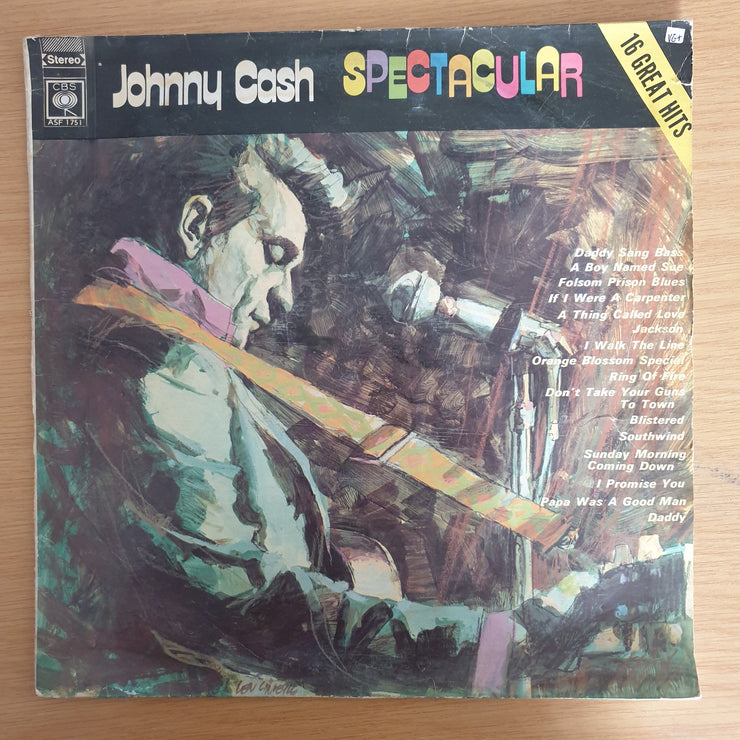 Stereo
CBS
ASF 1751
Johnny Cash SPECTACULAR
VG+
16 GREAT HITS
Daddy Sang Bass
A Boy Named Sue
Folsom Prison Blues
If I Were A Carpenter
A Thing Called Love
Jackson
I Walk The Line
Orange Blossom Special
Ring Of Fire
Don't Take Your Guns
To Town
Blistered
Southwind
Sunday Morning
Coming Down
I Promise You
Papa Was A Good Man
Daddy